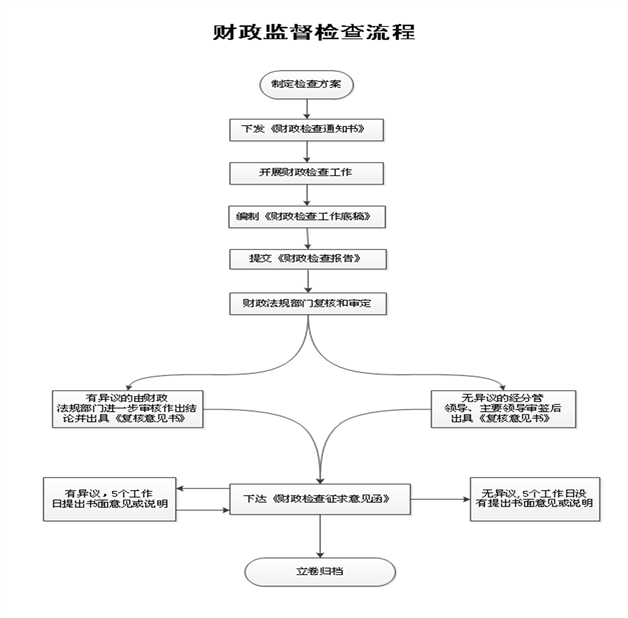 财政监督检查流程
制定检查方案
下发《财政检查通知书》
开展财政检查工作
编制《财政检查工作底稿》
提交《财政检查报告》
财政法规部门复核和审定
有异议的由财政
法规部门进一步审核作出结
论并出具《复核意见书》
无异议的经分管
领导、主要领导审签后
出具《复核意见书》
有异议，5个工作
日提出书面意见或说明
下达《财政检查征求意见函》
无异议,5个工作日没
有提出书面意见或说明
立卷归档